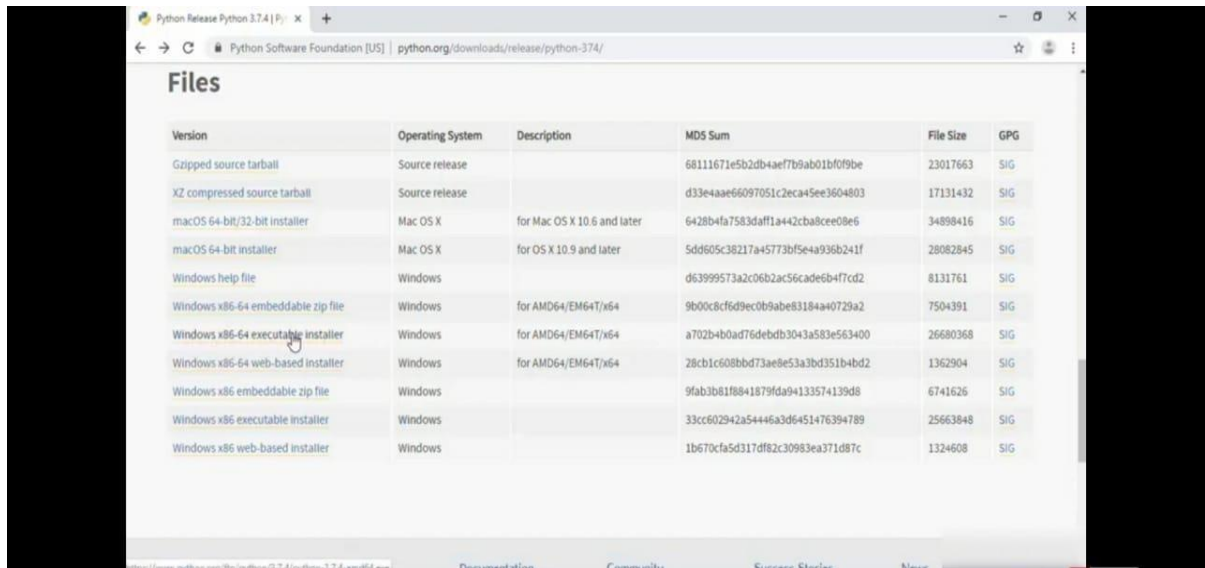 Python Release Python 3.7.4 | Py
Python Software Foundation [US] | python.org/downloads/release/python-374/
Files
Version Operating System Description MD5 Sum File Size GPG
Gzipped source tarball Source release 68111671e5b2db4aef7b9ab01bf0f9be 23017663 SIG
XZ compressed source tarball Source release d33e4aae66097051c2eca45ee3604803 17131432 SIG
macOS 64-bit/32-bit installer Mac OS X for Mac OS X 10.6 and later 6428b4fa7583daff1a442cba8cee08e6 34898416 SIG
macOS 64-bit installer Mac OS X for OS X 10.9 and later 5dd605c38217a45773bf5e4a936b241f 28082845 SIG
Windows help file Windows d63999573a2c06b2ac56cade6b4f7cd2 8131761 SIG
Windows x86-64 embeddable zip file Windows for AMD64/EM64T/x64 9b00c8cf6d9ec0b9abe83184a40729a2 7504391 SIG
Windows x86-64 executable installer Windows for AMD64/EM64T/x64 a702b4b0ad76debdb3043a583e563400 26680368 SIG
Windows x86-64 web-based installer Windows for AMD64/EM64T/x64 28cb1c608bbd73ae8e53a3bd351b4bd2 1362904 SIG
Windows x86 embeddable zip file Windows 9fab3b81f8841879fda94133574139d8 6741626 SIG
Windows x86 executable installer Windows 33cc602942a54446a3d6451476394789 25663848 SIG
Windows x86 web-based installer Windows 1b670cfa5d317df82c30983ea371d87c 1324608 SIG
Documentation Community Success Stories News